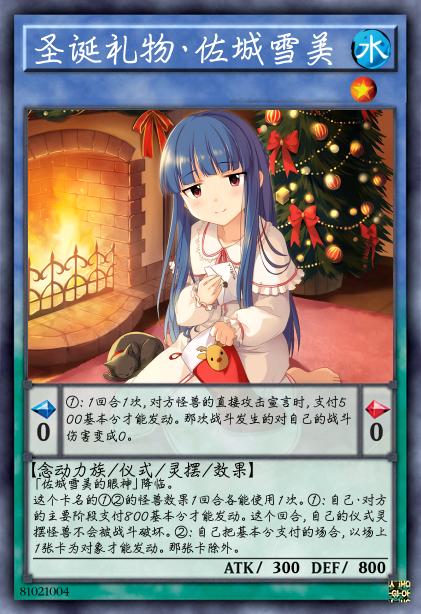 圣诞礼物·佐城雪美
水
①:1回合1次,对方怪兽的直接攻击宣言时,支付5
00基本分才能发动。那次战斗发生的对自己的战斗
伤害变成0。
0
0
【念动力族/仪式/灵摆/效果】
「佐城雪美的眼神」降临。
这个卡名的①②的怪兽效果1回合各能使用1次。①:自己·对方
的主要阶段支付800基本分才能发动。这个回合,自己的仪式灵
摆怪兽不会被战斗破坏。②:自己把基本分支付的场合,以场上
1张卡为对象才能发动。那张卡除外。
ATK/ 300 DEF/ 800
81021004